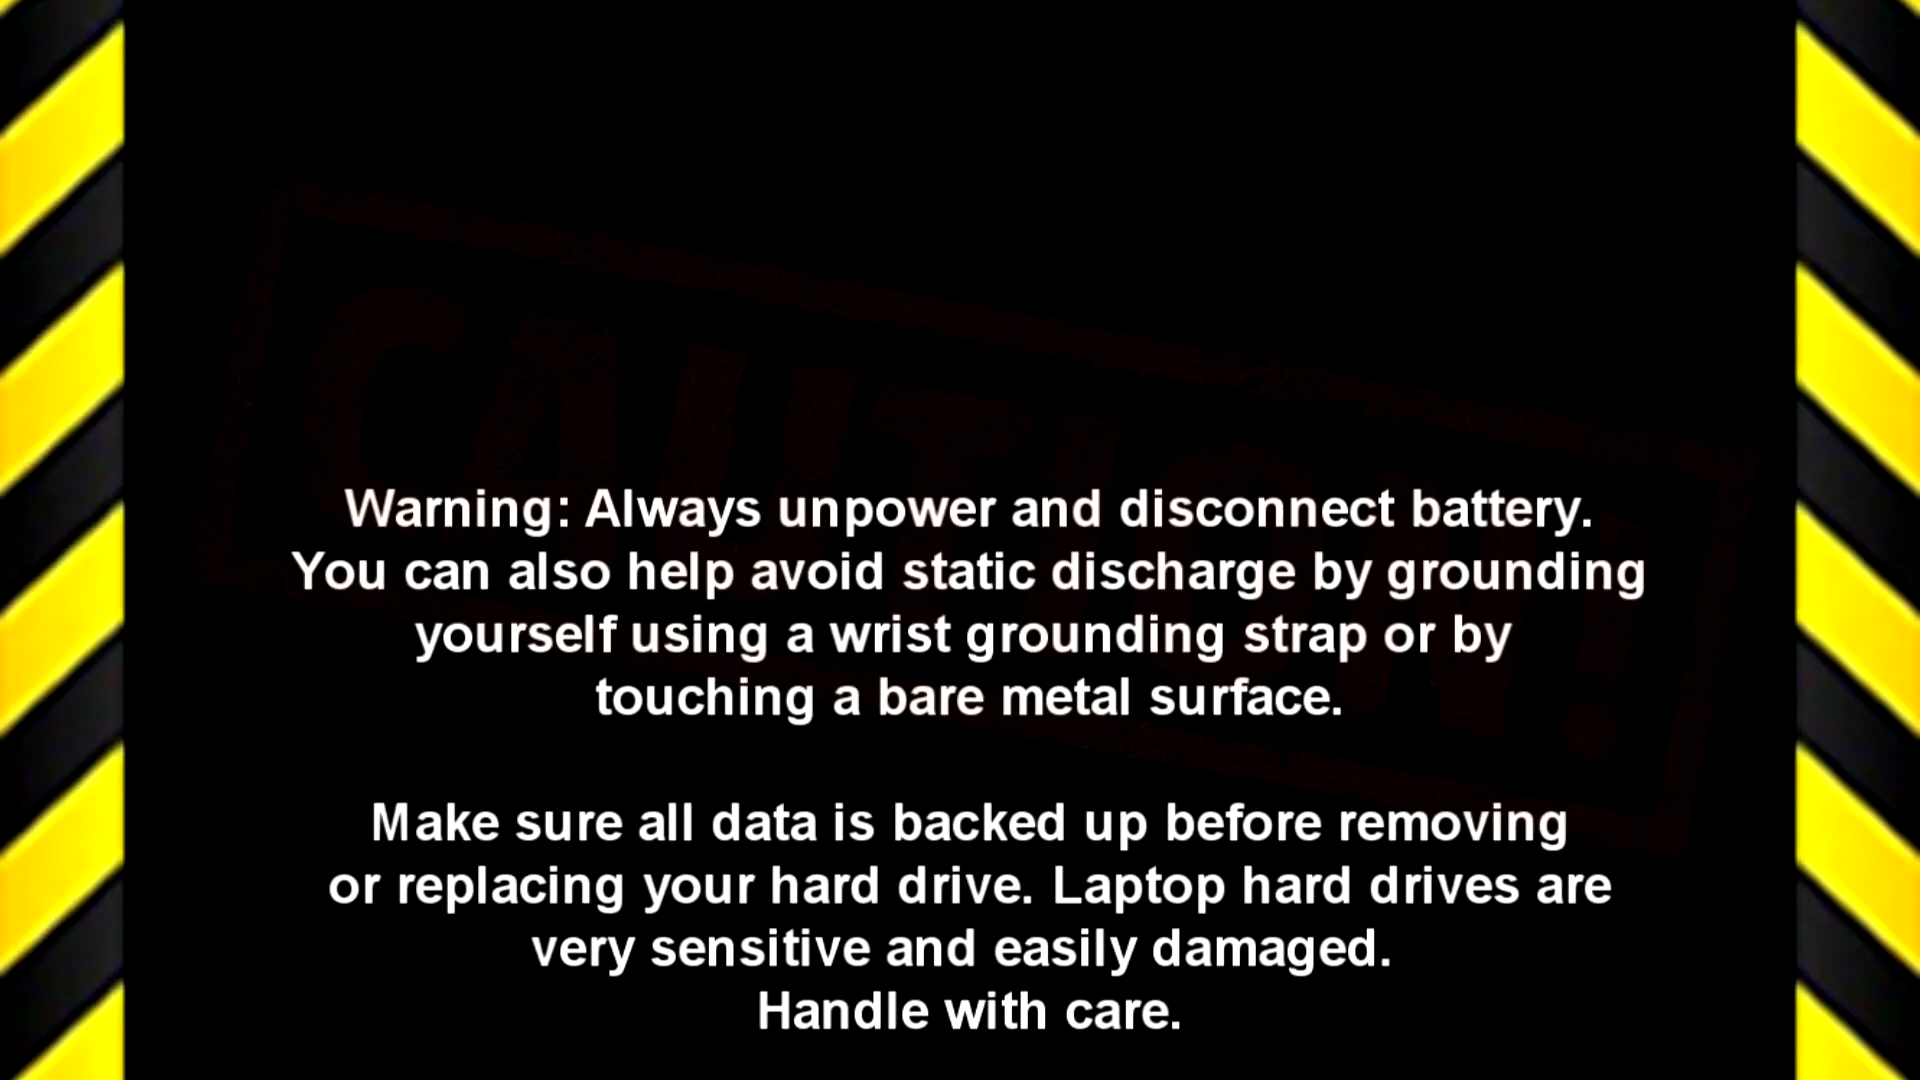 CAUTION!
Warning: Always unpower and disconnect battery.
You can also help avoid static discharge by grounding
yourself using a wrist grounding strap or by
touching a bare metal surface.
Make sure all data is backed up before removing
or replacing your hard drive. Laptop hard drives are
very sensitive and easily damaged.
Handle with care.